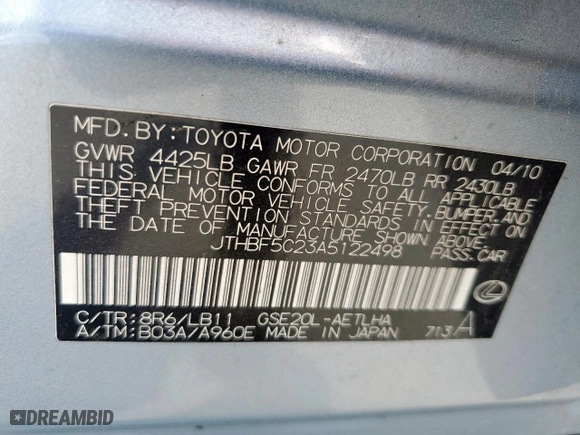 MFD. BY: TOYOTA MOTOR CORPORATION 04/10
GVWR 4425LB GAWR FR 2470LB RR 2430LB
THIS VEHICLE CONFORMS TO ALL APPLICABLE
FEDERAL MOTOR VEHICLE SAFETY, BUMPER, AND
THEFT PREVENTION STANDARDS IN EFFECT ON
THE DATE OF MANUFACTURE SHOWN ABOVE.
JTHBF5C23A5122498 PASS. CAR
C/TR: 8R6/LB11 GSE20L-AETLHA
A/TM: B03A/A960E MADE IN JAPAN 713 A
DREAMBID